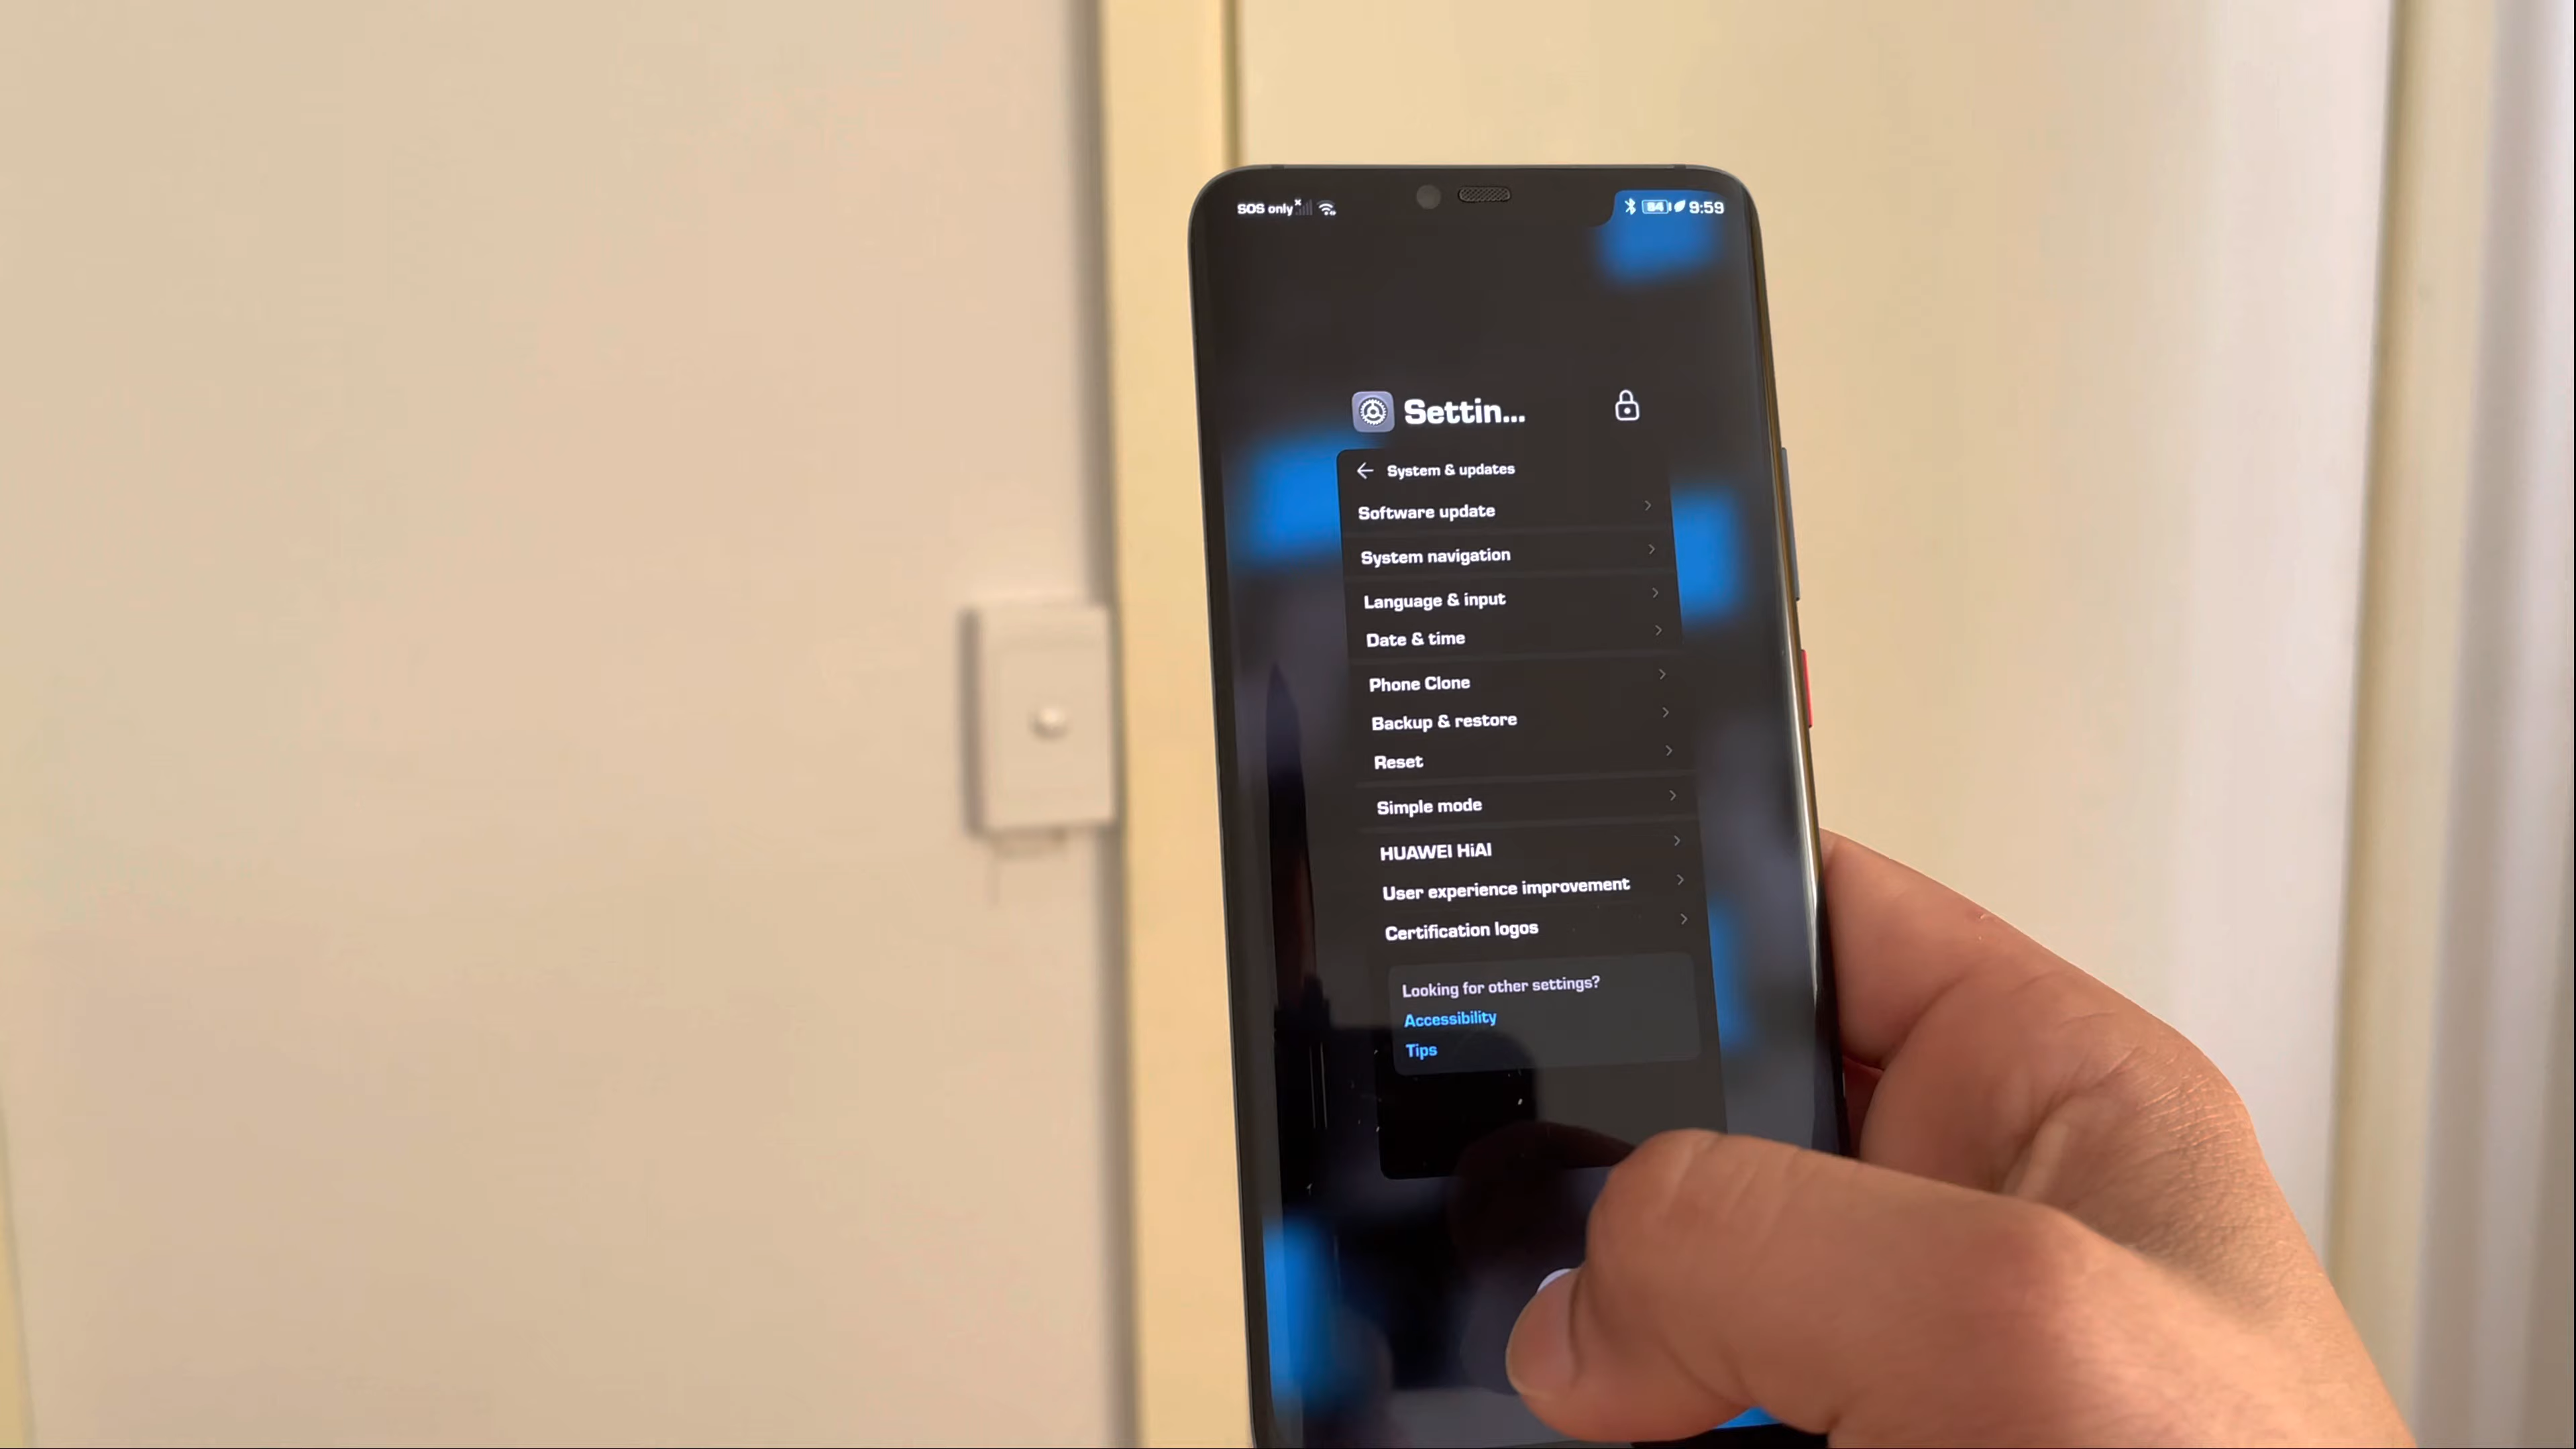 SOS only
54 9:59
Settin...
System & updates
Software update
System navigation
Language & input
Date & time
Phone Clone
Backup & restore
Reset
Simple mode
HUAWEI HiAI
User experience improvement
Certification logos
Looking for other settings?
Accessibility
Tips